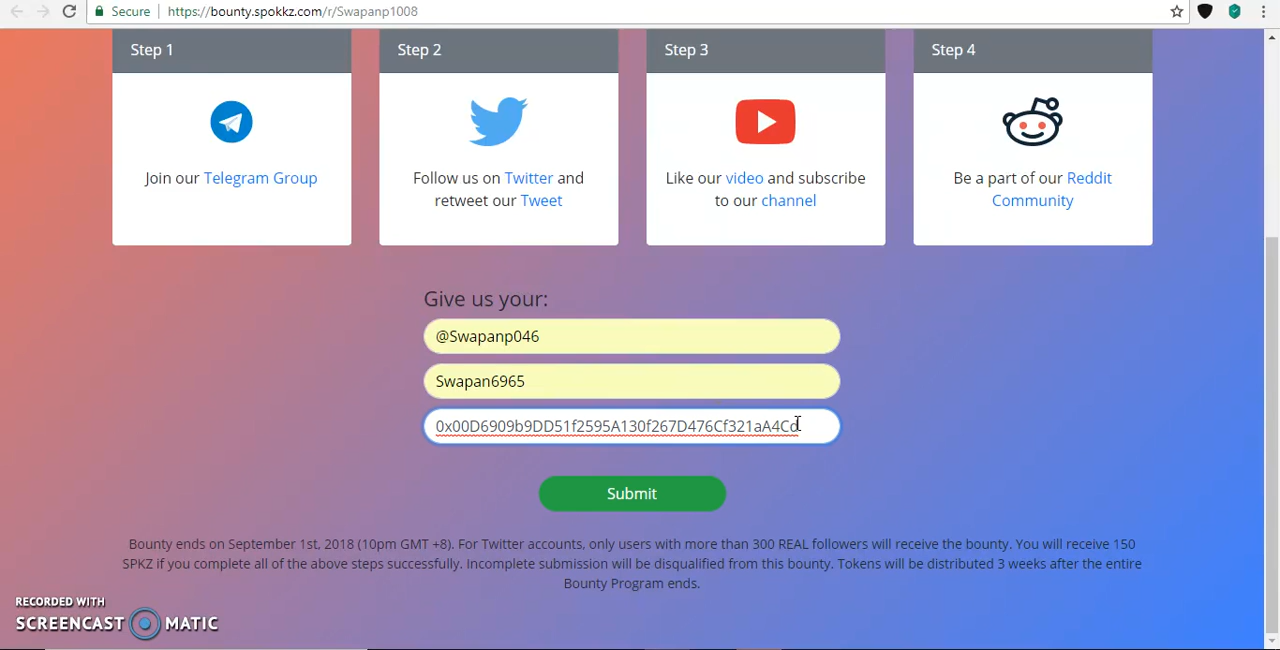 Secure https://bounty.spokkz.com/r/Swapanp1008
Step 1
Join our Telegram Group
Step 2
Follow us on Twitter and
retweet our Tweet
Step 3
Like our video and subscribe
to our channel
Step 4
Be a part of our Reddit
Community
Give us your:
@Swapanp046
Swapan6965
Submit
Bounty ends on September 1st, 2018 (10pm GMT +8). For Twitter accounts, only users with more than 300 REAL followers will receive the bounty. You will receive 150
SPKZ if you complete all of the above steps successfully. Incomplete submission will be disqualified from this bounty. Tokens will be distributed 3 weeks after the entire
Bounty Program ends.
RECORDED WITH
SCREENCAST MATIC